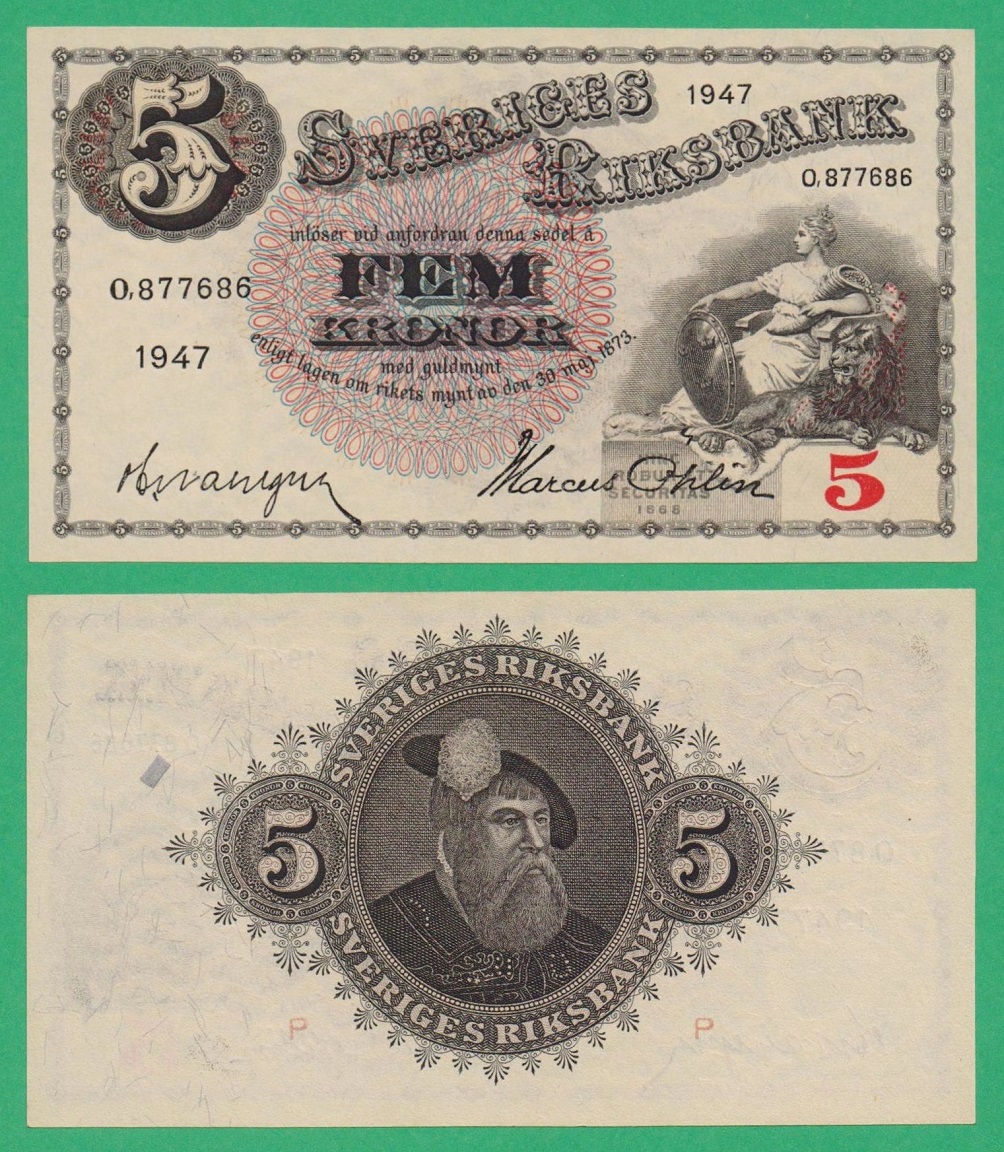 5
SVERIGES
1947
RIKSBANK
O,877686
inlöser vid anfordran denna sedel à
FEM
O,877686
KRONOR
1947
med guldmynt
enligt lagen om rikets mynt av den 30 maj 1873.
Marcus
ROBUR
SECURITAS
1668
5
SVERIGES RIKSBANK
5
5
SVERIGES RIKSBANK
P
P